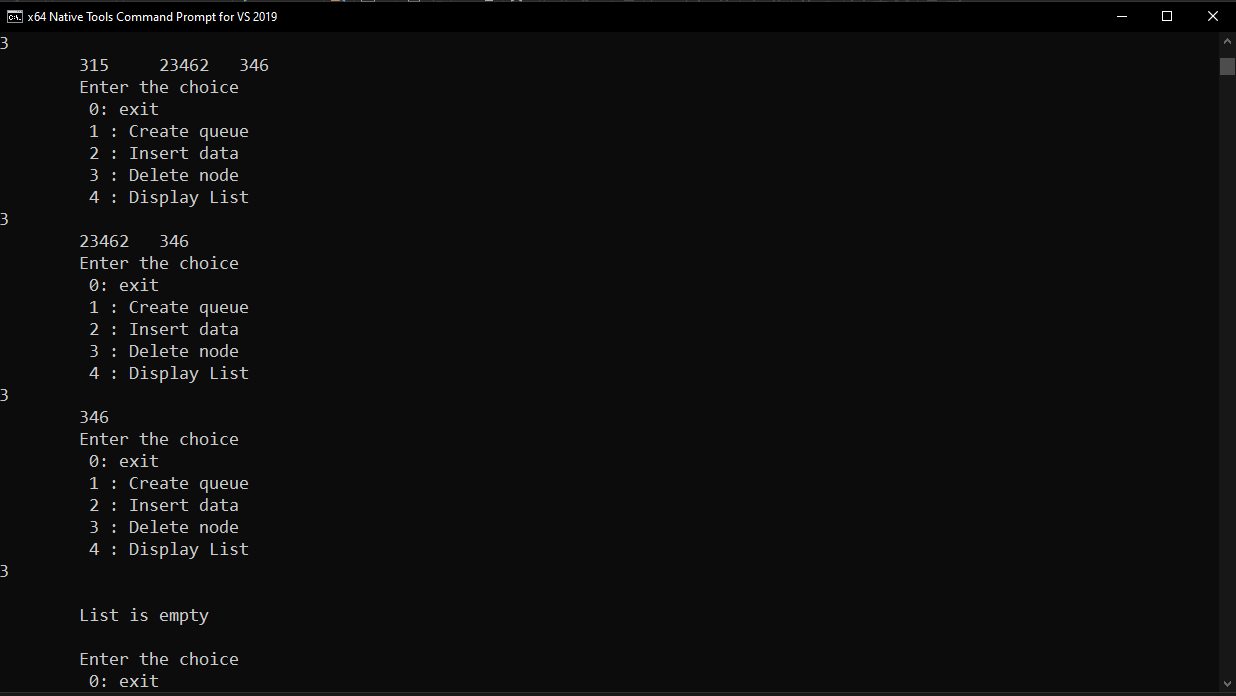 x64 Native Tools Command Prompt for VS 2019
3
315 23462 346
Enter the choice
0: exit
1 : Create queue
2 : Insert data
3 : Delete node
4 : Display List
3
23462 346
Enter the choice
0: exit
1 : Create queue
2 : Insert data
3 : Delete node
4 : Display List
3
346
Enter the choice
0: exit
1 : Create queue
2 : Insert data
3 : Delete node
4 : Display List
3
List is empty
Enter the choice
0: exit